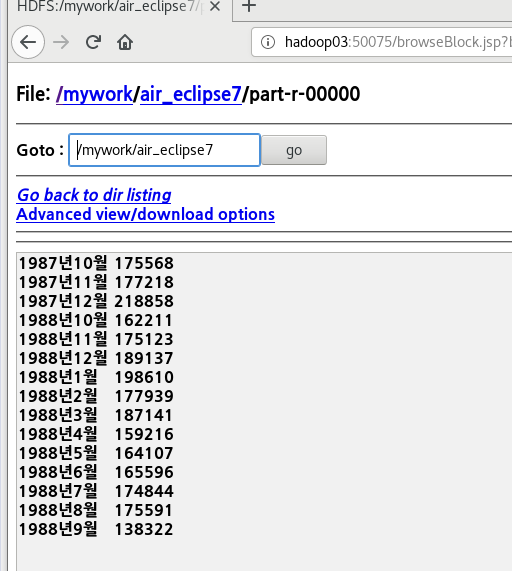 HDFS:/mywork/air_eclipse7/
hadoop03:50075/browseBlock.jsp?
File: /mywork/air_eclipse7/part-r-00000
Goto : /mywork/air_eclipse7 go
Go back to dir listing
Advanced view/download options
1987년10월 175568
1987년11월 177218
1987년12월 218858
1988년10월 162211
1988년11월 175123
1988년12월 189137
1988년1월 198610
1988년2월 177939
1988년3월 187141
1988년4월 159216
1988년5월 164107
1988년6월 165596
1988년7월 174844
1988년8월 175591
1988년9월 138322